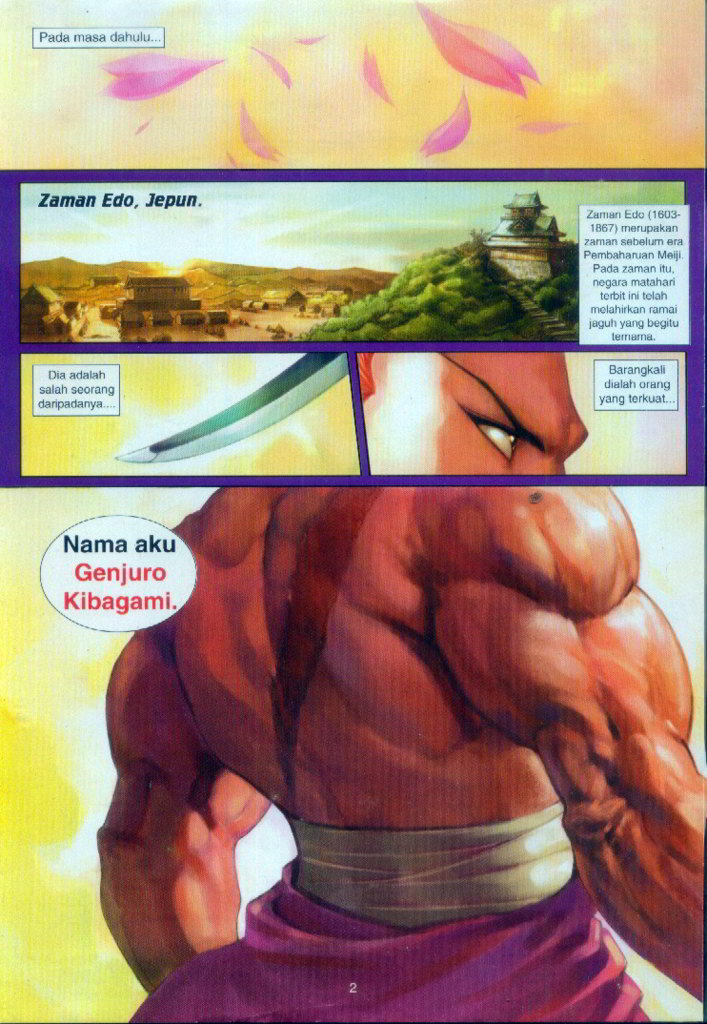 Pada masa dahulu...
Zaman Edo, Jepun.
Zaman Edo (1603-
1867) merupakan
zaman sebelum era
Pembaharuan Meiji.
Pada zaman itu,
negara matahari
terbit ini telah
melahirkan ramai
jaguh yang begitu
ternama.
Dia adalah
salah seorang
daripadanya....
Barangkali
dialah orang
yang terkuat...
Nama aku
Genjuro
Kibagami.
2